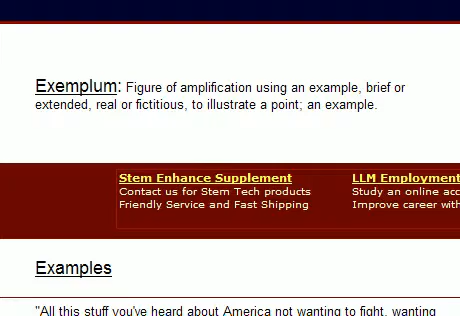 Exemplum: Figure of amplification using an example, brief or
extended, real or fictitious, to illustrate a point; an example.
Stem Enhance Supplement
Contact us for Stem Tech products
Friendly Service and Fast Shipping
LLM Employment
Study an online acc
Improve career with
Examples
"All this stuff you've heard about America not wanting to fight, wanting